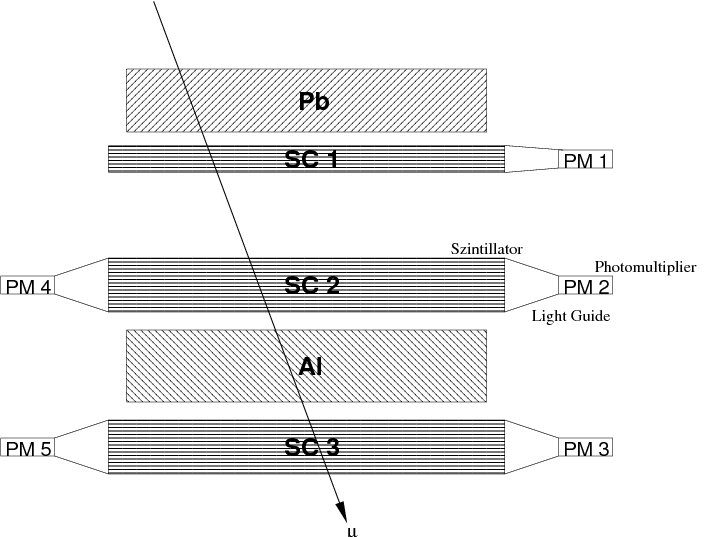 Pb
SC 1
PM 1
Szintillator
Photomultiplier
PM 4
SC 2
PM 2
Light Guide
Al
PM 5
SC 3
PM 3
μ